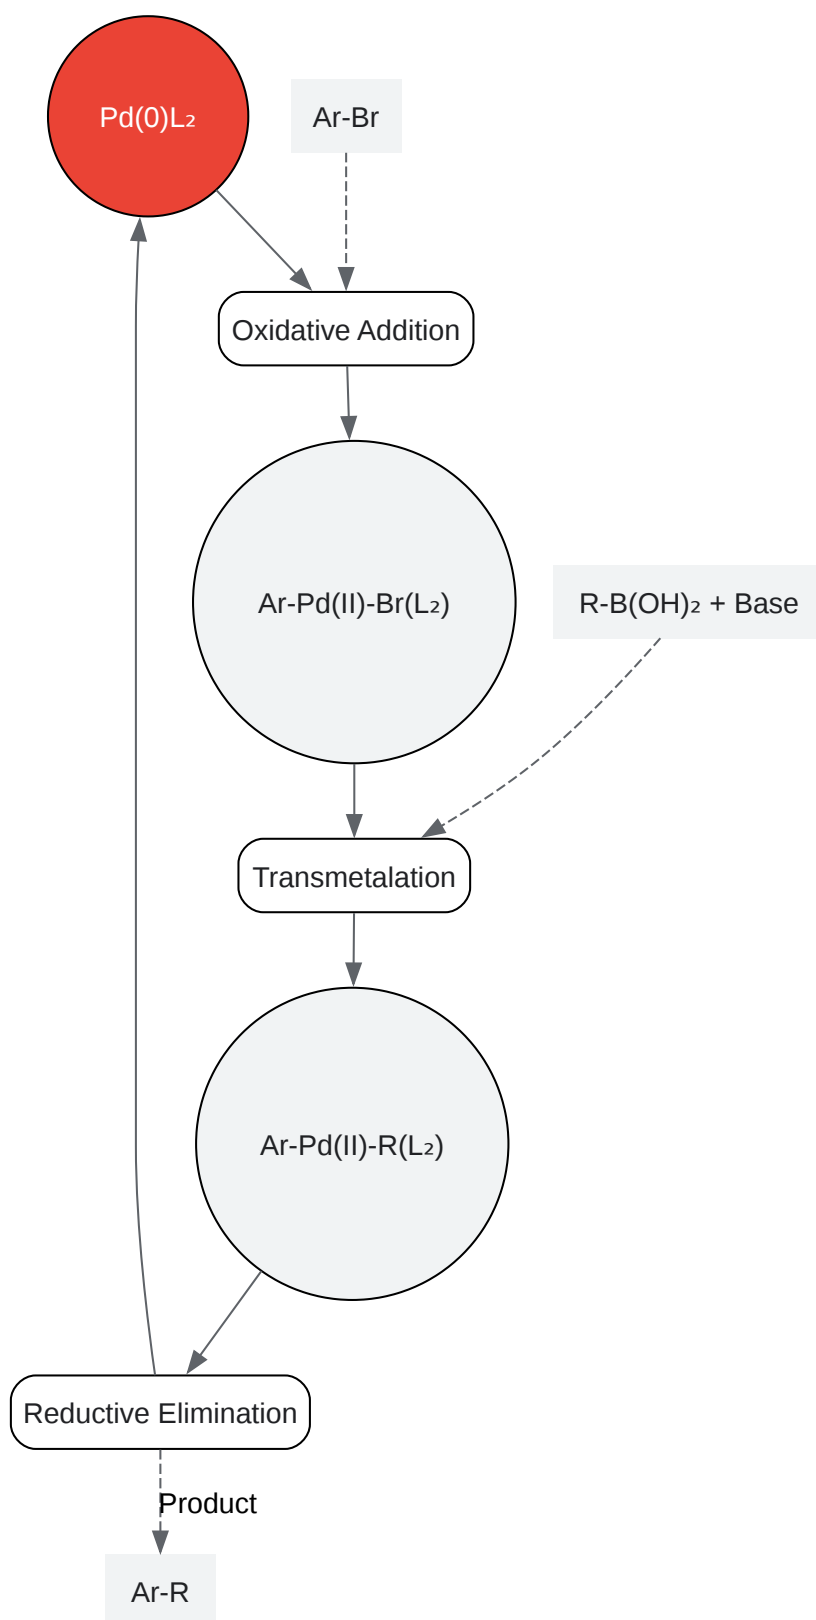 Pd(0)L₂
Ar-Br
Oxidative Addition
Ar-Pd(II)-Br(L₂)
R-B(OH)₂ + Base
Transmetalation
Ar-Pd(II)-R(L₂)
Reductive Elimination
Product
Ar-R